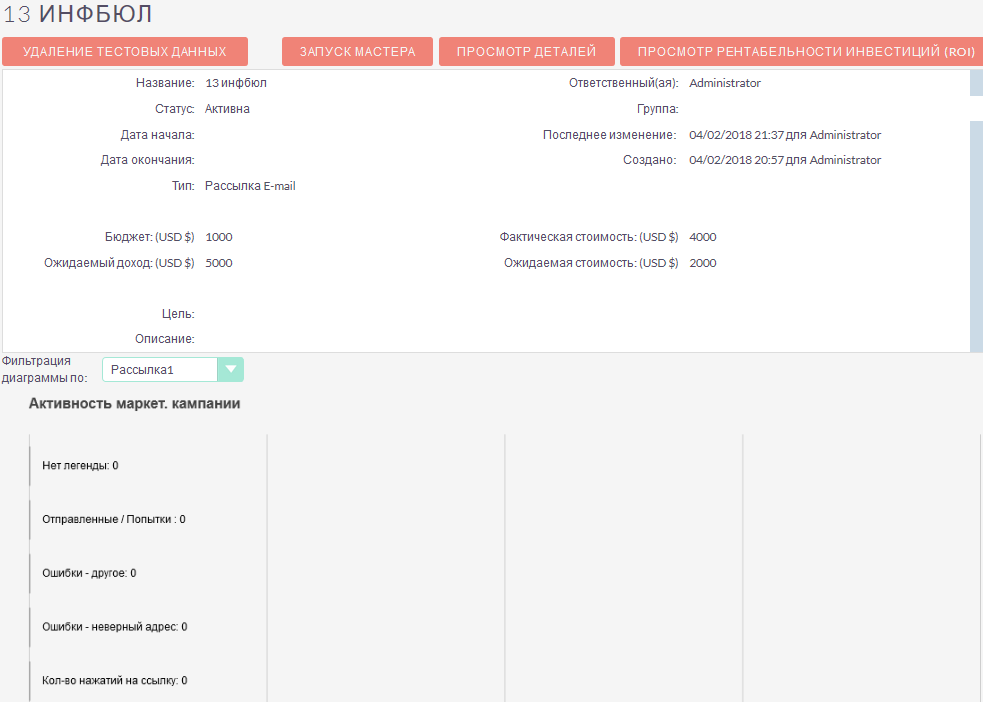 13 ИНФБЮЛ
УДАЛЕНИЕ ТЕСТОВЫХ ДАННЫХ ЗАПУСК МАСТЕРА ПРОСМОТР ДЕТАЛЕЙ ПРОСМОТР РЕНТАБЕЛЬНОСТИ ИНВЕСТИЦИЙ (ROI)
Название: 13 инфбюл Ответственный(ая): Administrator
Статус: Активна Группа:
Дата начала: Последнее изменение: 04/02/2018 21:37 для Administrator
Дата окончания: Создано: 04/02/2018 20:57 для Administrator
Тип: Рассылка E-mail
Бюджет: (USD $) 1000 Фактическая стоимость: (USD $) 4000
Ожидаемый доход: (USD $) 5000 Ожидаемая стоимость: (USD $) 2000
Цель:
Описание:
Фильтрация
диаграммы по: Рассылка1
Активность маркет. кампании
Нет легенды: 0
Отправленные / Попытки : 0
Ошибки - другое: 0
Ошибки - неверный адрес: 0
Кол-во нажатий на ссылку: 0